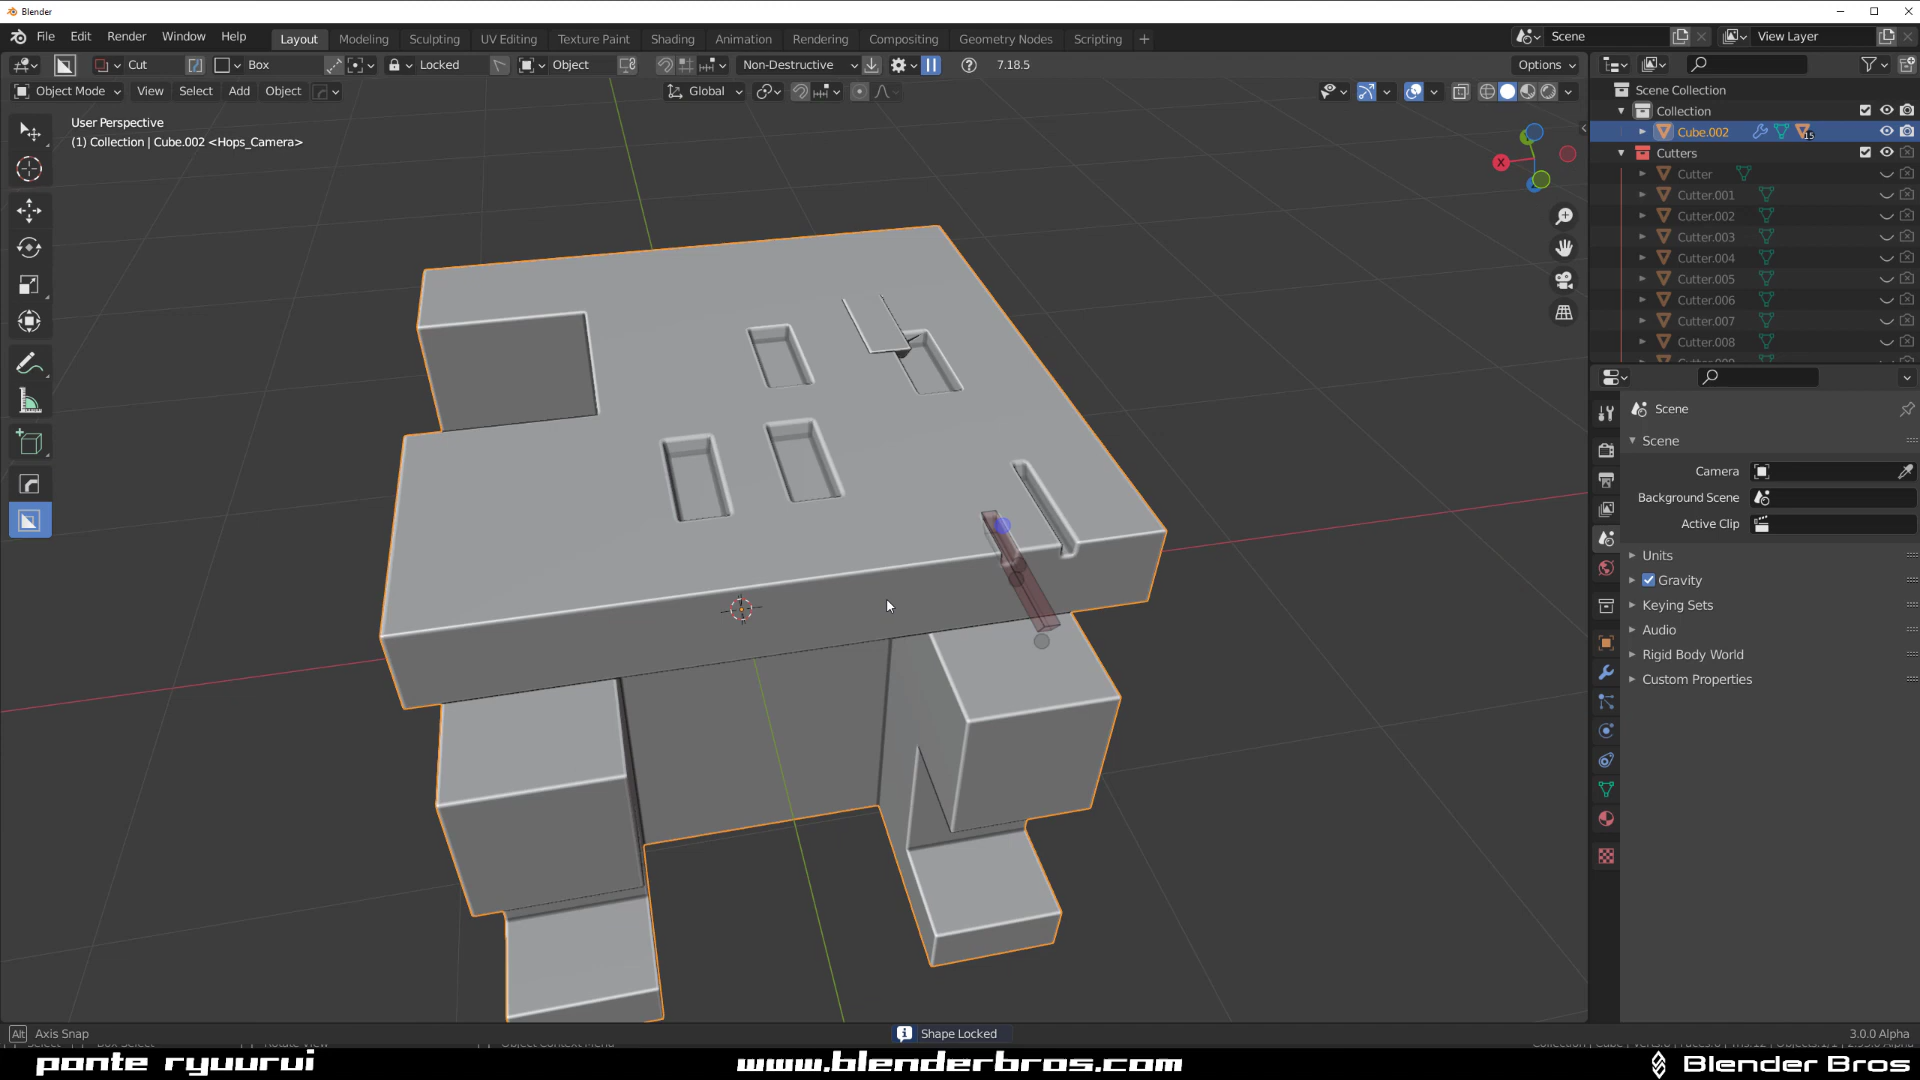 Blender
File Edit Render Window Help Layout Modeling Sculpting UV Editing Texture Paint Shading Animation Rendering Compositing Geometry Nodes Scripting + Scene View Layer
Cut Box Locked Object Non-Destructive 7.18.5 Options
Object Mode View Select Add Object Global
User Perspective
(1) Collection | Cube.002 <Hops_Camera>
X
Scene Collection
Collection
Cube.002 15
Cutters
Cutter
Cutter.001
Cutter.002
Cutter.003
Cutter.004
Cutter.005
Cutter.006
Cutter.007
Cutter.008
Scene
Scene
Camera
Background Scene
Active Clip
Units
Gravity
Keying Sets
Audio
Rigid Body World
Custom Properties
Alt Axis Snap Shape Locked 3.0.0 Alpha
ponte ryuurui www.blenderbros.com Blender Bros